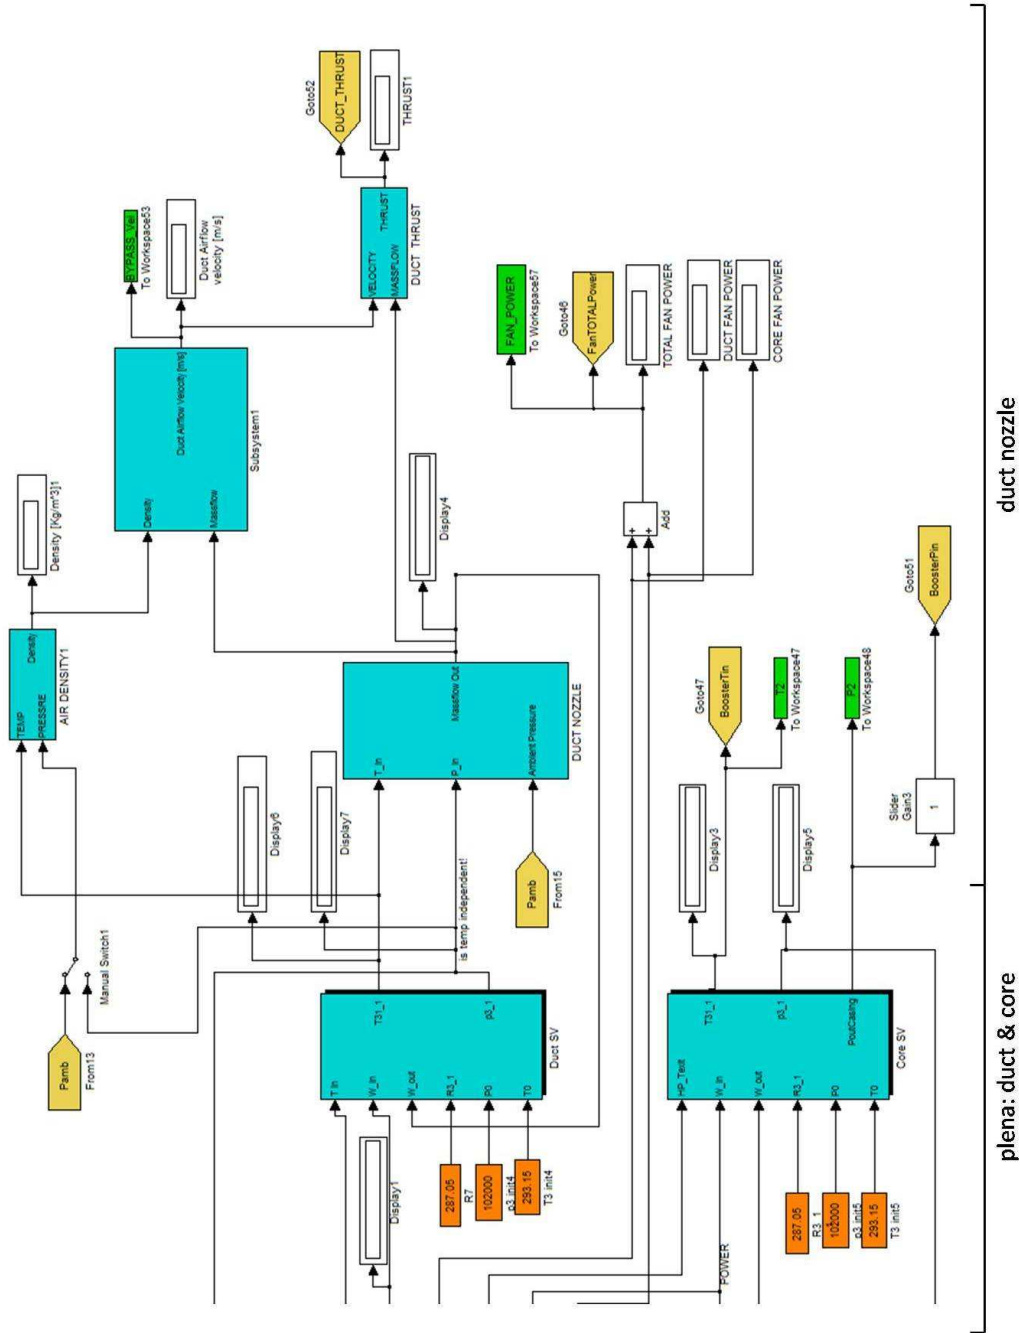 Pamb
From13
Manual Switch1
TEMP
PRESSRE
Density
AIR DENSITY1
Density [Kg/m^3]1
Density
Massflow
Duct Airflow Velocity [m/s]
Subsystem1
BYPASS_Vel
To Workspace53
Duct Airflow
velocity [m/s]
Display6
Display7
is temp independent!
T_in
P_in
Ambient Pressure
Massflow Out
DUCT NOZZLE
Pamb
From15
Display4
VELOCITY
MASSFLOW
THRUST
DUCT THRUST
Goto52
DUCT_THRUST
THRUST1
T in
W_in
W_out
R3_1
P0
T0
T31_1
p3_1
Duct SV
Display1
287.05
R7
102000
p3 init4
293.15
T3 init4
Add
FAN_POWER
To Workspace57
Goto46
FanTOTALPower
TOTAL FAN POWER
DUCT FAN POWER
CORE FAN POWER
POWER
HP_Texit
W_in
W_out
R3_1
P0
T0
T31_1
p3_1
PoutCasing
Core SV
287.05
R3_1
102000
p3 init5
293.15
T3 init5
Display3
Display5
Goto47
BoosterTin
T2
To Workspace47
P2
To Workspace48
Slider
Gain3
1
Goto51
BoosterPin
plena: duct & core
duct nozzle